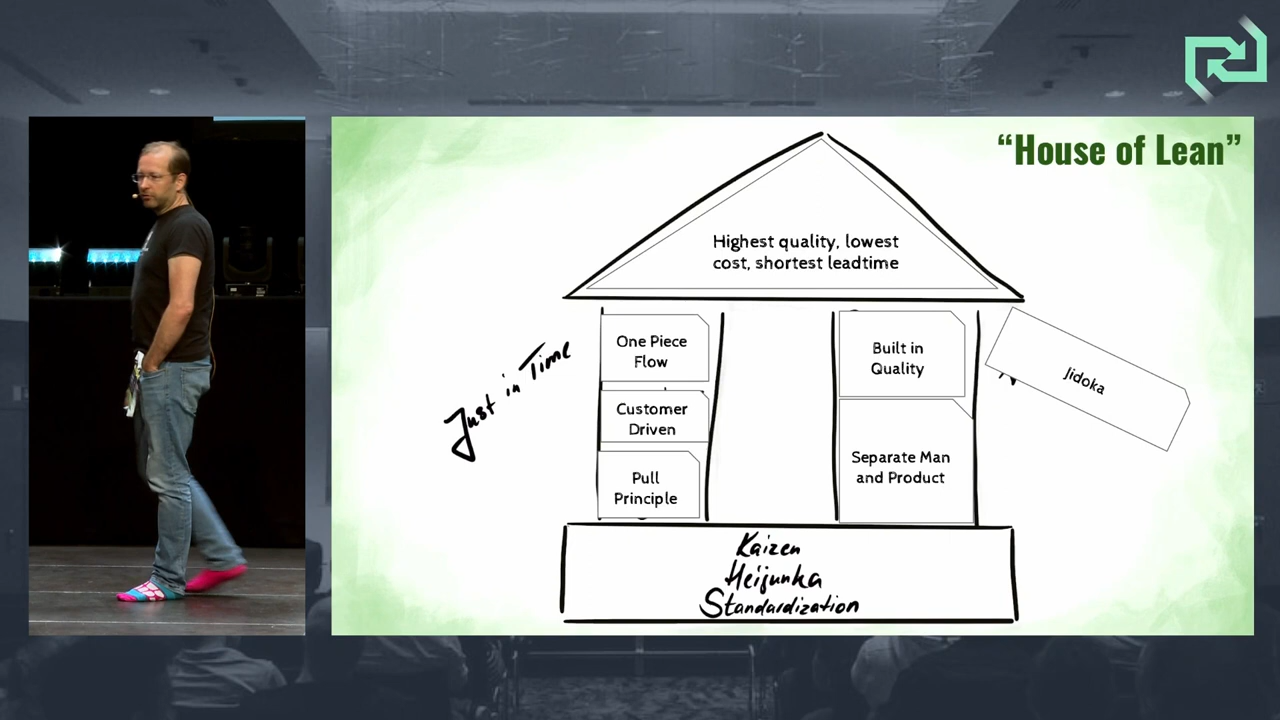 “House of Lean”
Highest quality, lowest
cost, shortest leadtime
Just in Time
One Piece
Flow
Customer
Driven
Pull
Principle
Built in
Quality
Separate Man
and Product
Jidoka
Kaizen
Heijunka
Standardization